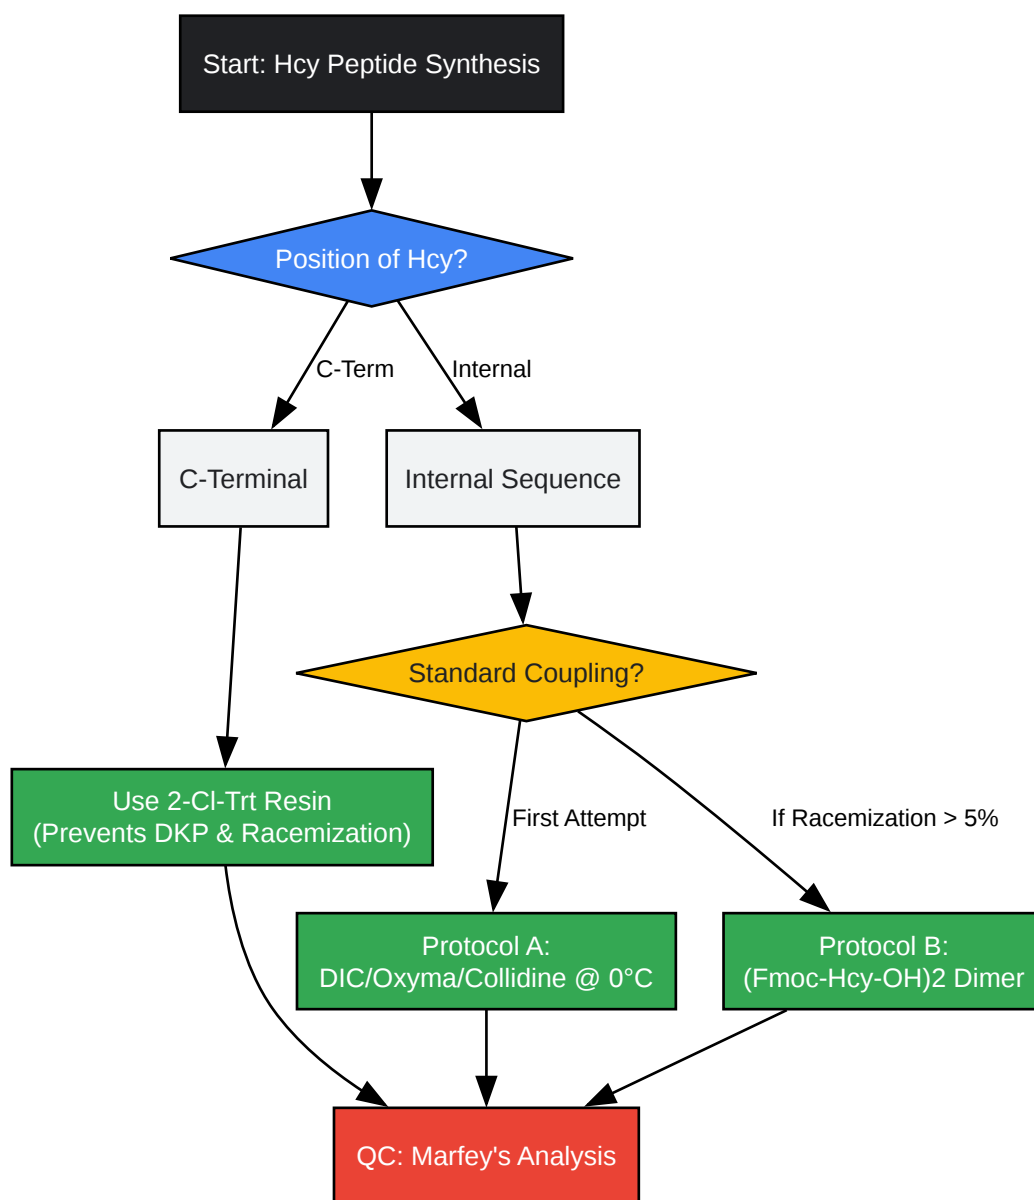 Start: Hcy Peptide Synthesis
Position of Hcy?
C-Term
Internal
C-Terminal
Internal Sequence
Standard Coupling?
Use 2-Cl-Trt Resin
(Prevents DKP & Racemization)
First Attempt
If Racemization > 5%
Protocol A:
DIC/Oxyma/Collidine @ 0°C
Protocol B:
(Fmoc-Hcy-OH)2 Dimer
QC: Marfey's Analysis